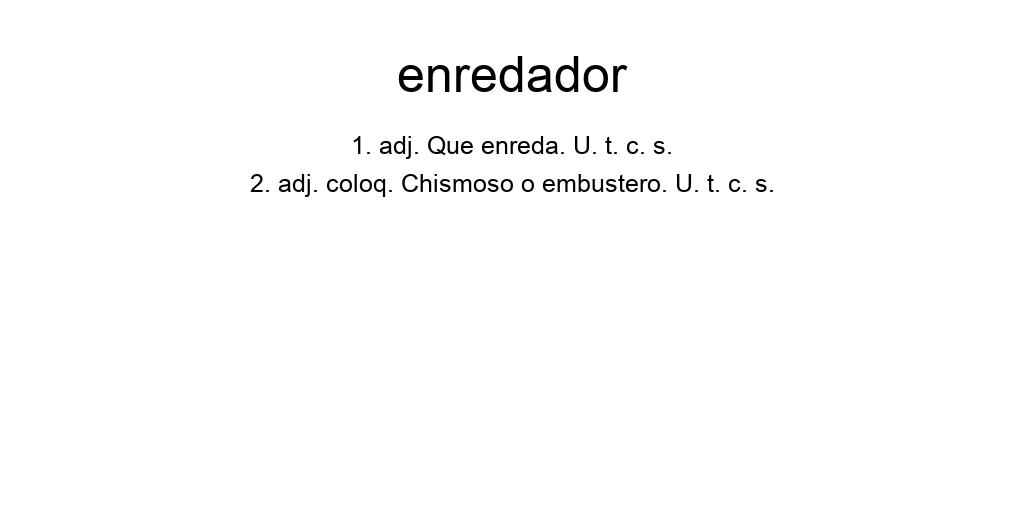 enredador
1. adj. Que enreda. U. t. c. s.
2. adj. coloq. Chismoso o embustero. U. t. c. s.